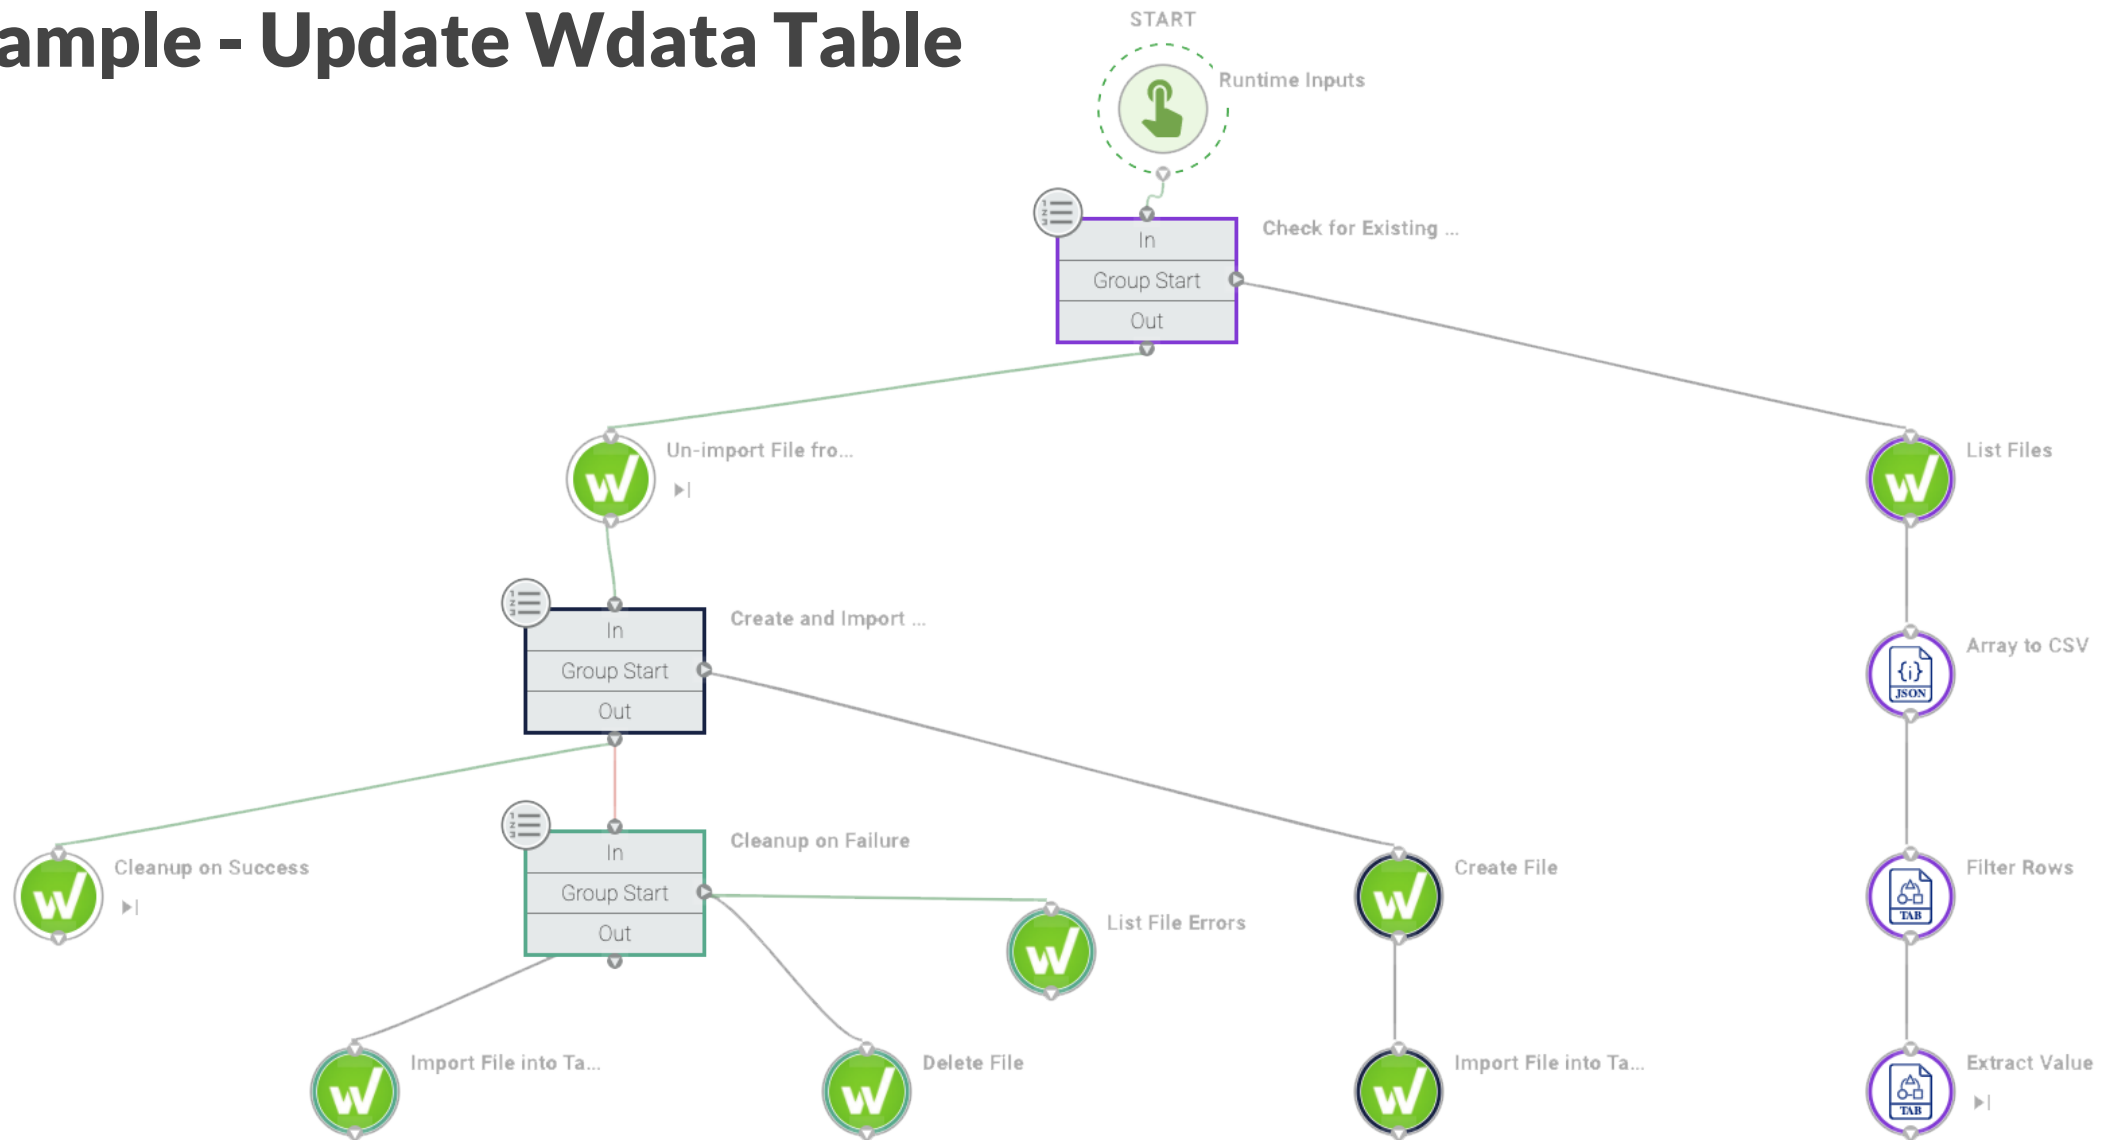 ample - Update Wdata Table
START
Runtime Inputs
Check for Existing ...
In
Group Start
Out
Un-import File fro...
List Files
Create and Import ...
In
Group Start
Out
Array to CSV
JSON
Cleanup on Success
Cleanup on Failure
In
Group Start
Out
List File Errors
Create File
Filter Rows
TAB
Import File into Ta...
Delete File
Import File into Ta...
Extract Value
TAB